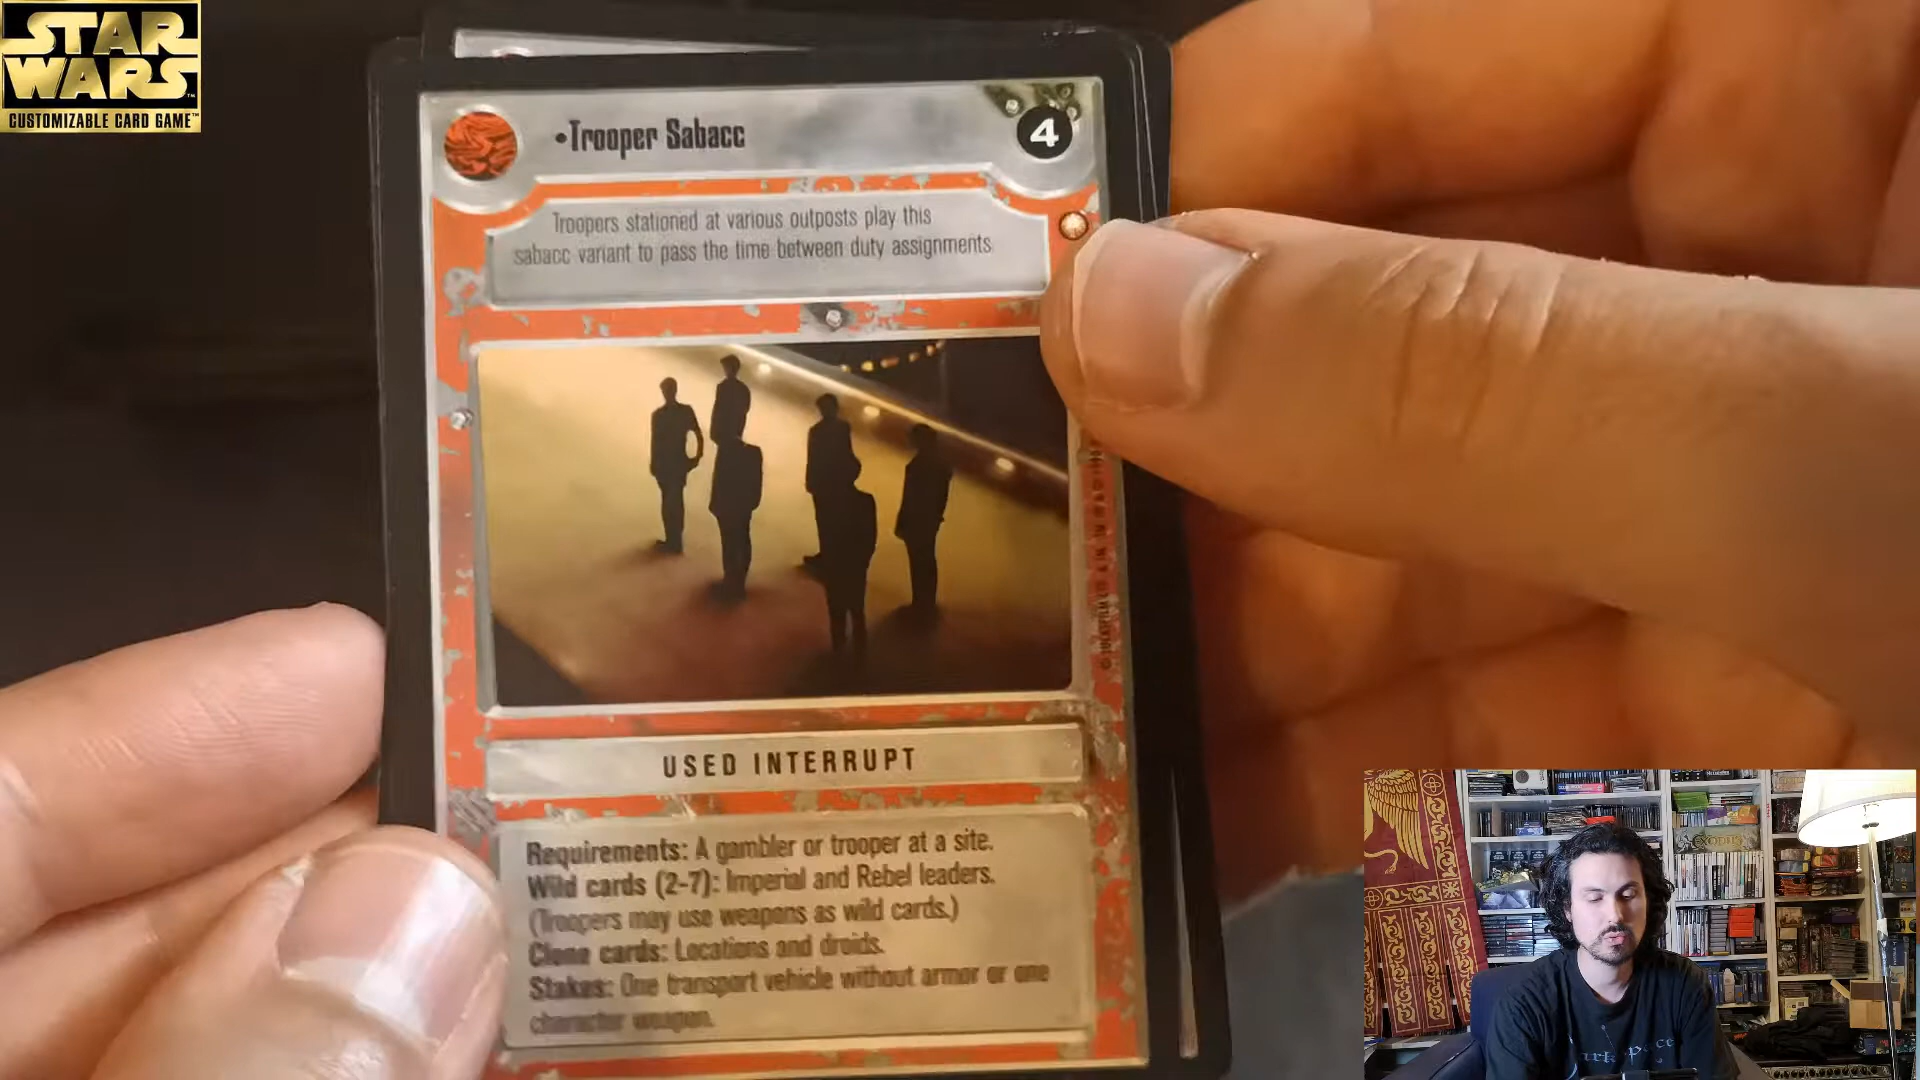 STAR
WARS
CUSTOMIZABLE CARD GAME™
•Trooper Sabacc
4
Troopers stationed at various outposts play this
sabacc variant to pass the time between duty assignments
USED INTERRUPT
Requirements: A gambler or trooper at a site.
Wild cards (2-7): Imperial and Rebel leaders.
(Troopers may use weapons as wild cards.)
Clone cards: Locations and droids.
Stakes: One transport vehicle without armor or one
character weapon.